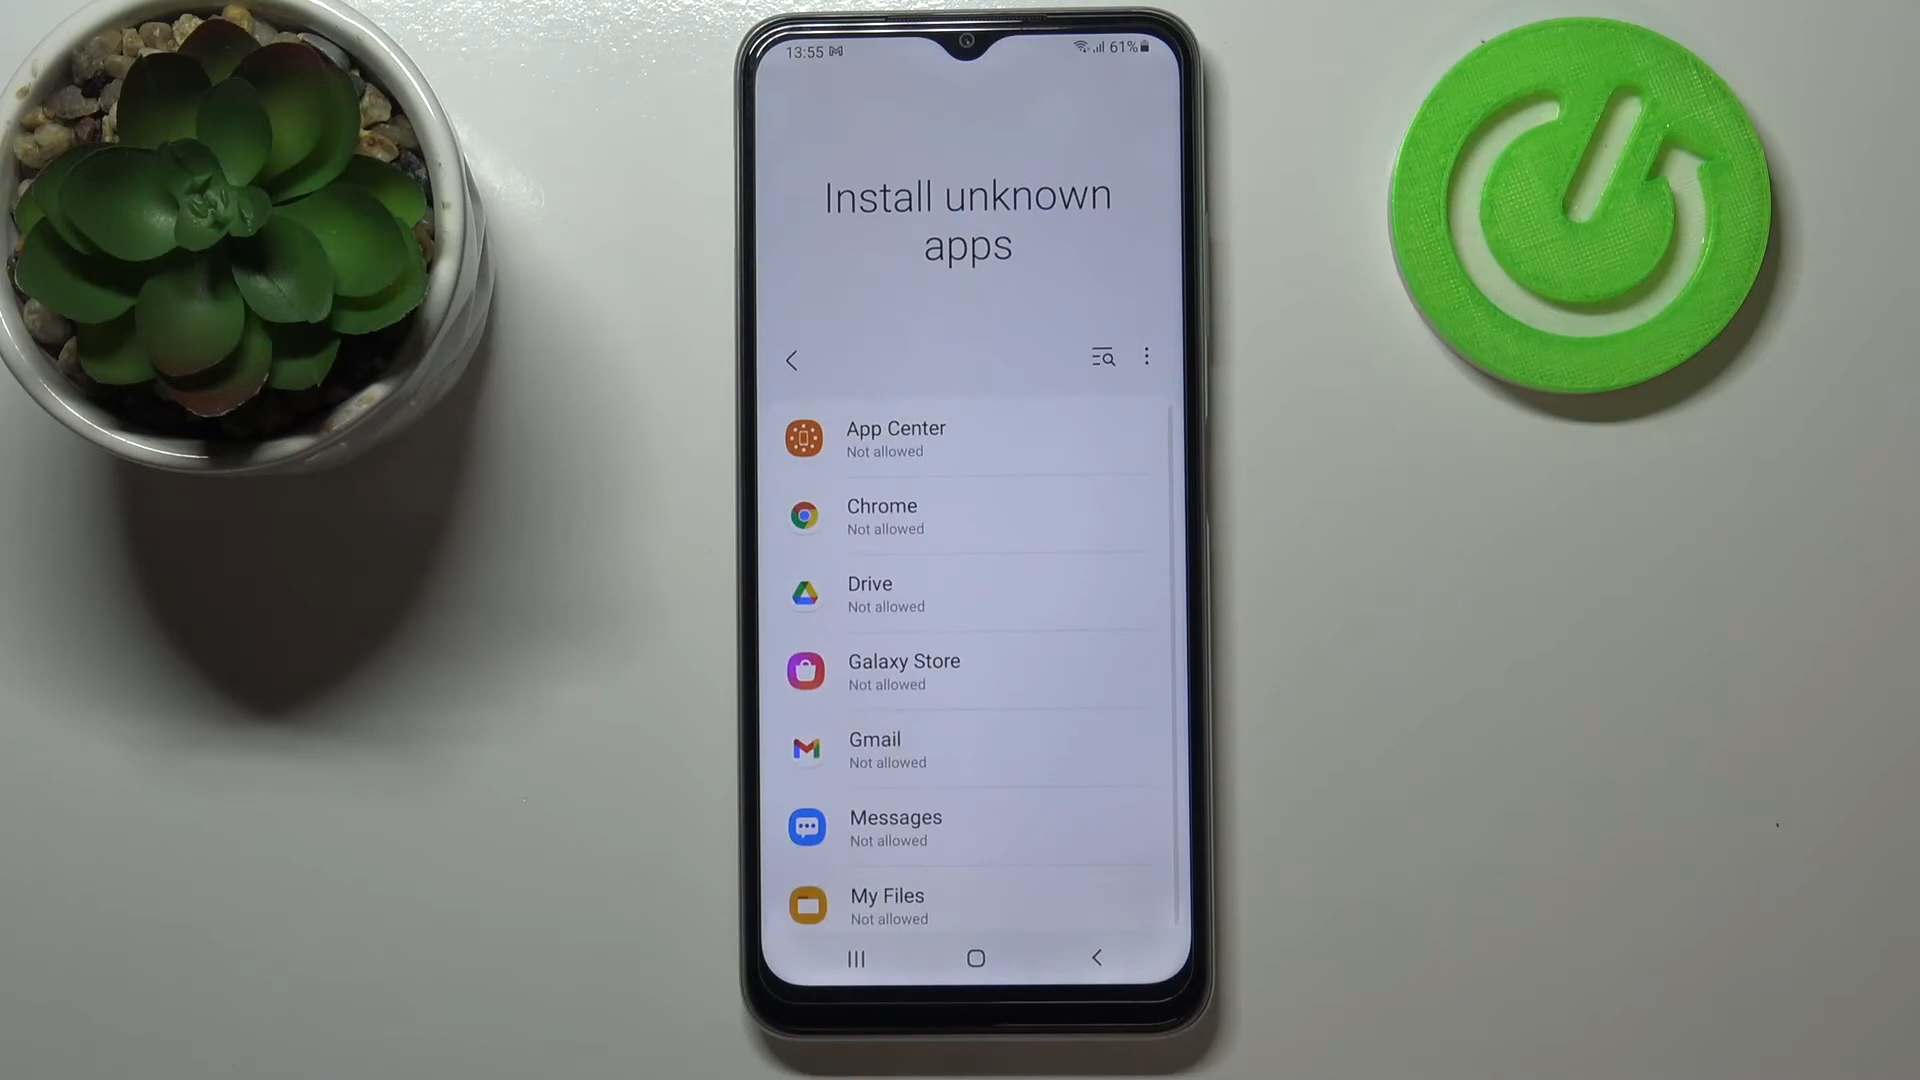 13:55
61%
Install unknown
apps
App Center
Not allowed
Chrome
Not allowed
Drive
Not allowed
Galaxy Store
Not allowed
Gmail
Not allowed
Messages
Not allowed
My Files
Not allowed